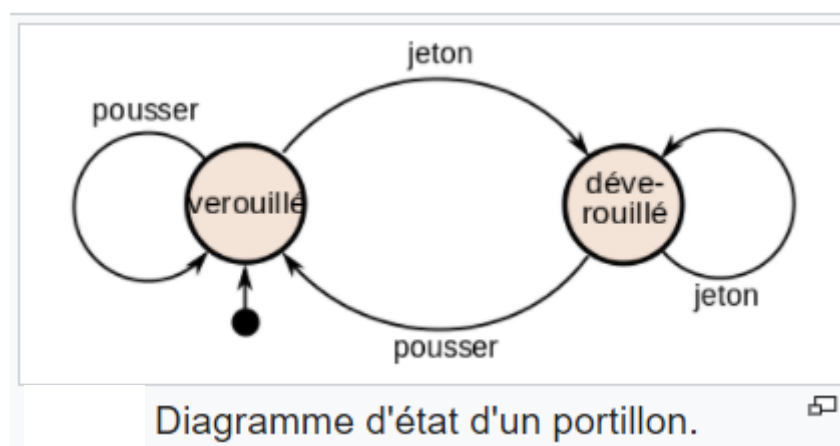 jeton
pousser
verouillé
déve-
rouillé
jeton
pousser
Diagramme d'état d'un portillon.